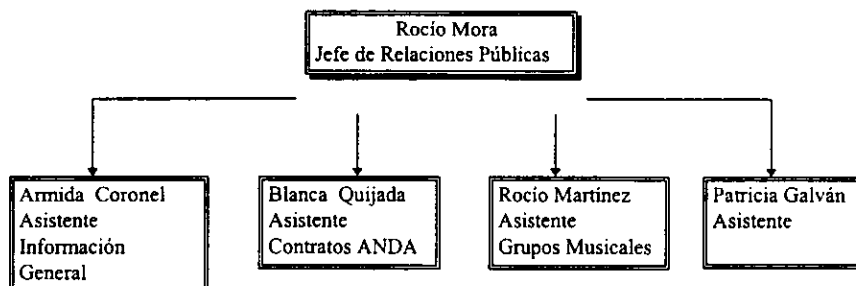 Rocío Mora
Jefe de Relaciones Públicas
Armida Coronel
Asistente
Información
General
Blanca Quijada
Asistente
Contratos ANDA
Rocío Martínez
Asistente
Grupos Musicales
Patricia Galván
Asistente